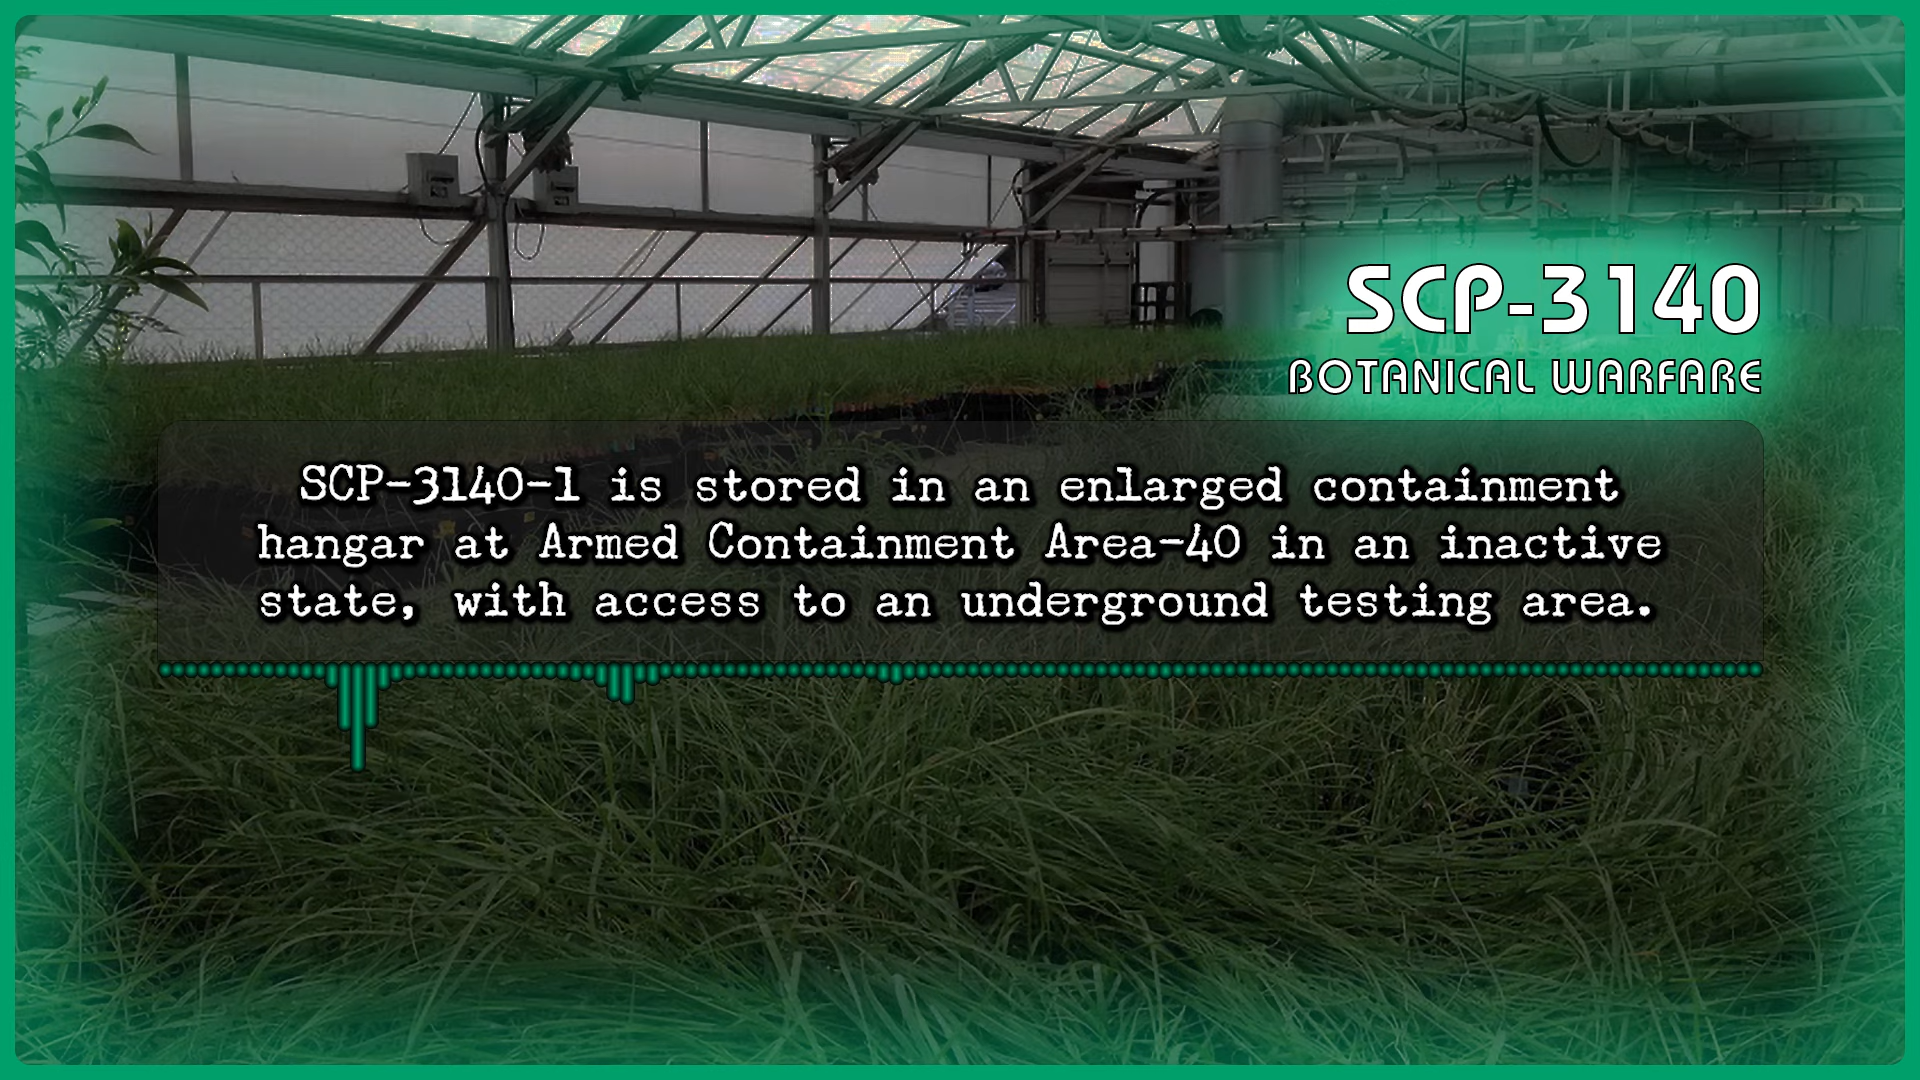 SCP-3140
BOTANICAL WARFARE
SCP-3140-1 is stored in an enlarged containment
hangar at Armed Containment Area-40 in an inactive
state, with access to an underground testing area.